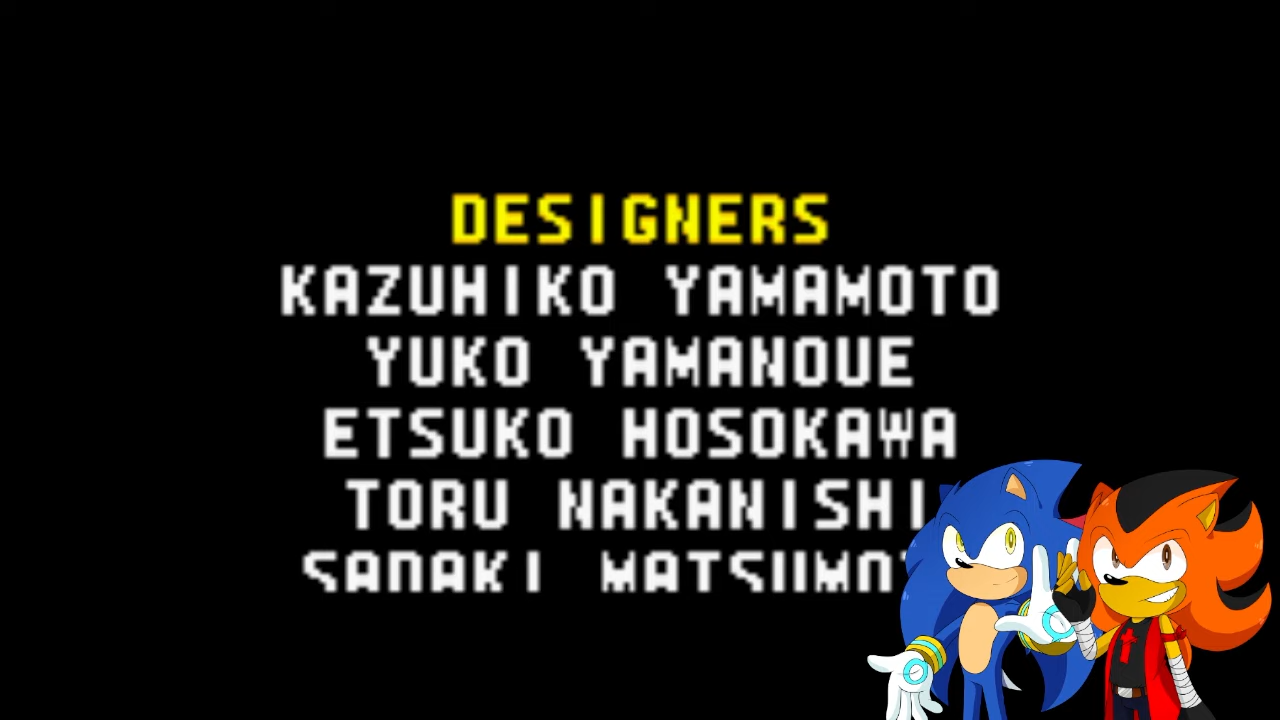 DESIGNERS
KAZUHIKO YAMAMOTO
YUKO YAMANOUE
ETSUKO HOSOKAWA
TORU NAKANISHI